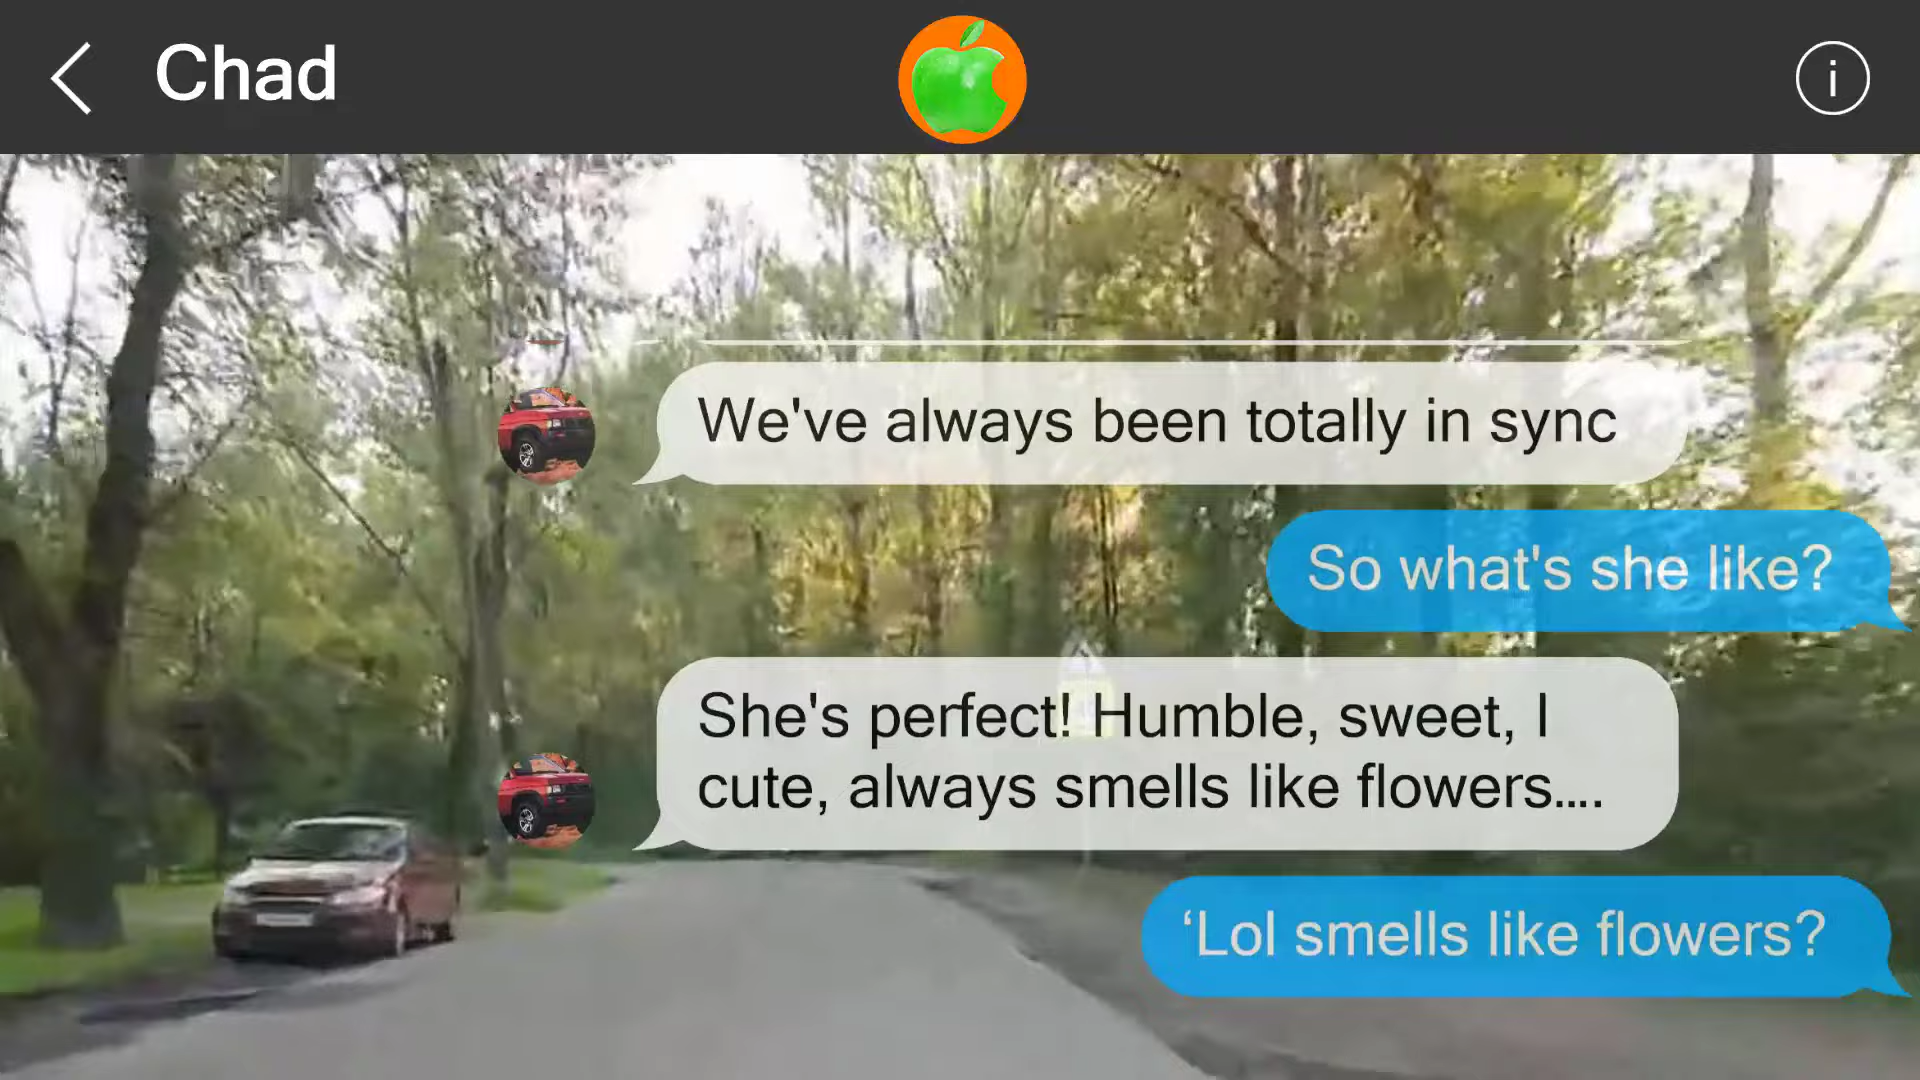 Chad
i
We've always been totally in sync
So what's she like?
She's perfect! Humble, sweet, I
cute, always smells like flowers....
‘Lol smells like flowers?